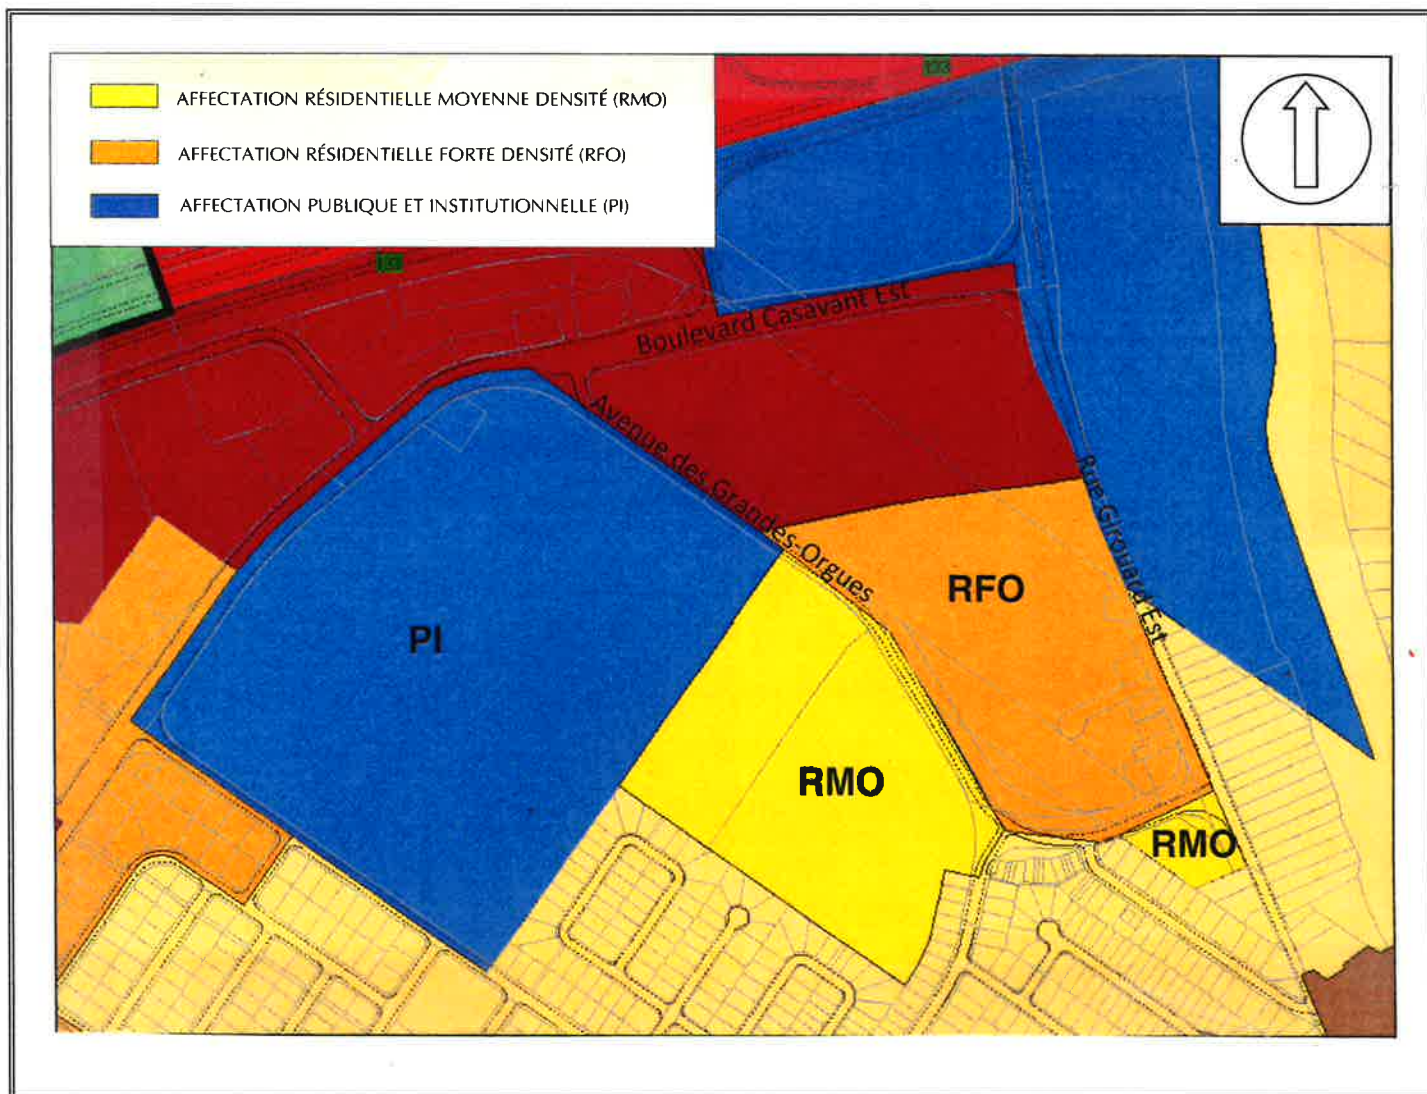 AFFECTATION RÉSIDENTIELLE MOYENNE DENSITÉ (RMO)
AFFECTATION RÉSIDENTIELLE FORTE DENSITÉ (RFO)
AFFECTATION PUBLIQUE ET INSTITUTIONNELLE (PI)
133
Boulevard Casavant Est
Avenue des Grandes-Orgues
Rue Girouard Est
RFO
PI
RMO
RMO